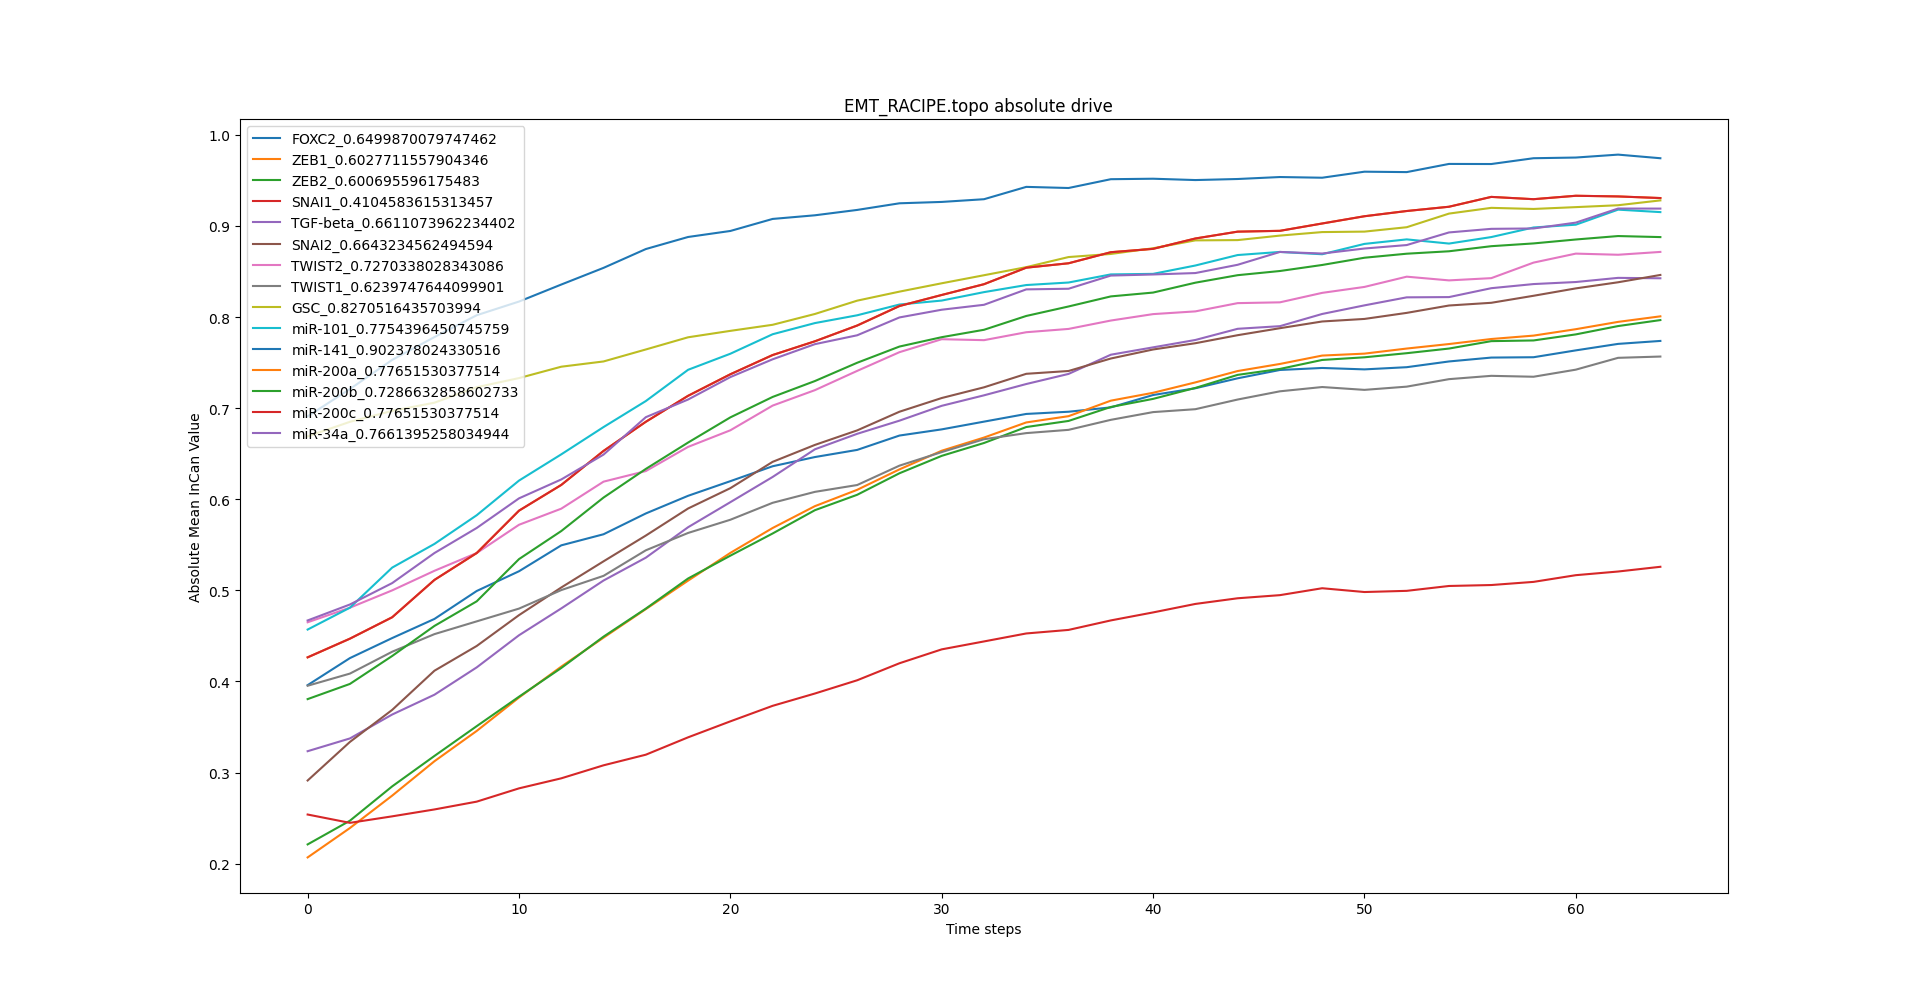 EMT_RACIPE.topo absolute drive
FOXC2_0.6499870079747462
ZEB1_0.6027711557904346
ZEB2_0.600695596175483
SNAI1_0.4104583615313457
TGF-beta_0.6611073962234402
SNAI2_0.6643234562494594
TWIST2_0.7270338028343086
TWIST1_0.6239747644099901
GSC_0.8270516435703994
miR-101_0.7754396450745759
miR-141_0.902378024330516
miR-200a_0.77651530377514
miR-200b_0.7286632858602733
miR-200c_0.77651530377514
miR-34a_0.7661395258034944
Absolute Mean InCan Value
1.0
0.9
0.8
0.7
0.6
0.5
0.4
0.3
0.2
0 10 20 30 40 50 60
Time steps